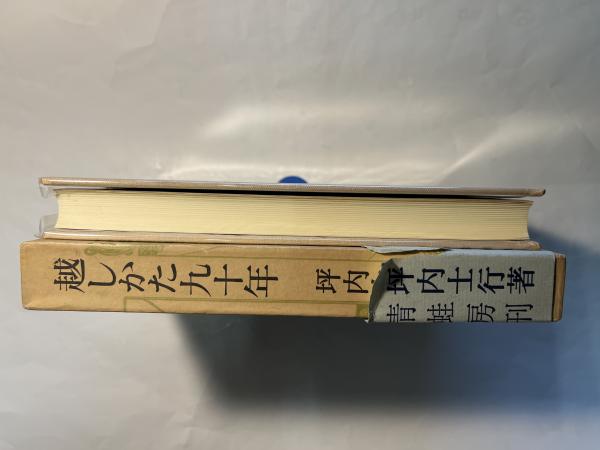 越しかた九十年
坪内
坪内士行著
青蛙房刊